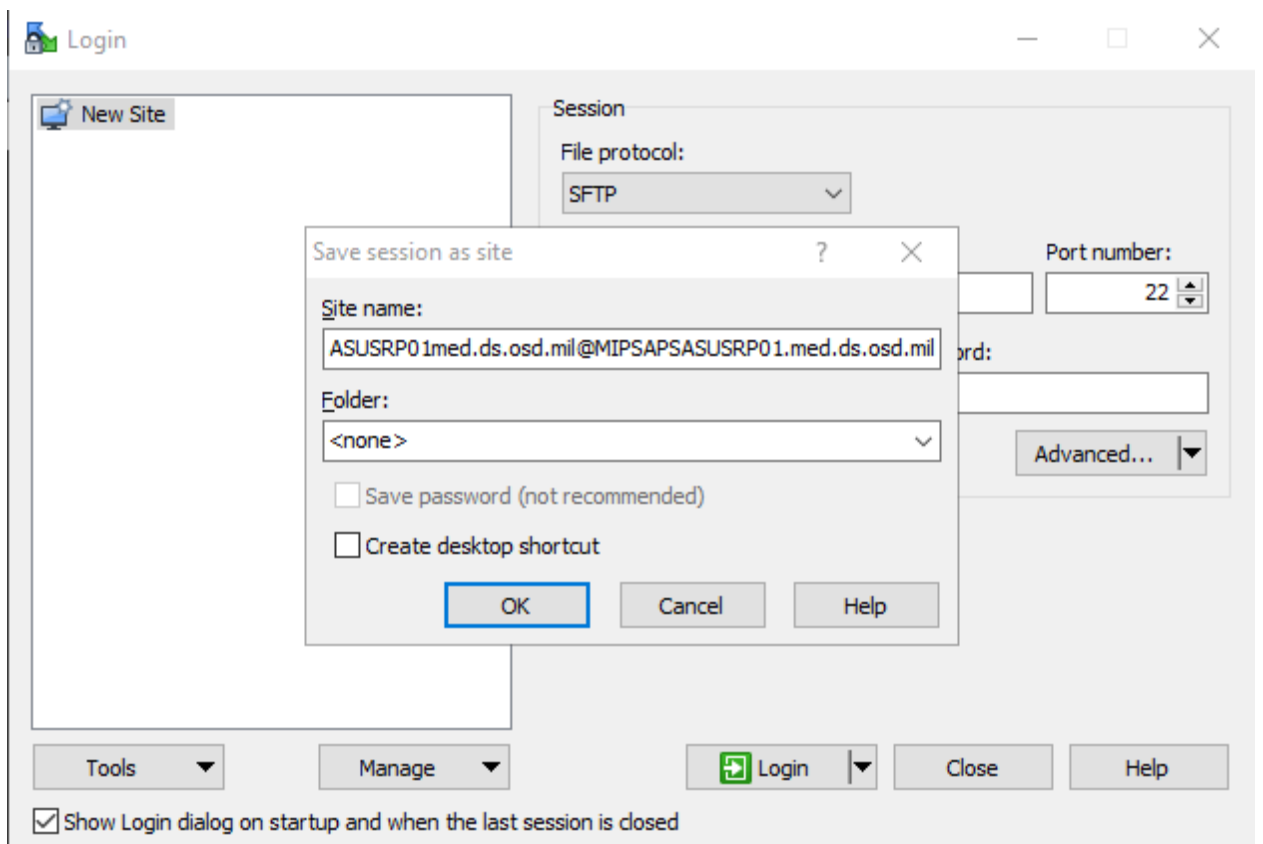 Login
New Site
Session
File protocol:
SFTP
Save session as site
?
Port number:
22
Site name:
ASUSRP01med.ds.osd.mil@MIPSAPSASUSRP01.med.ds.osd.mil
ord:
Folder:
<none>
Advanced...
Save password (not recommended)
Create desktop shortcut
OK Cancel Help
Tools Manage Login Close Help
Show Login dialog on startup and when the last session is closed